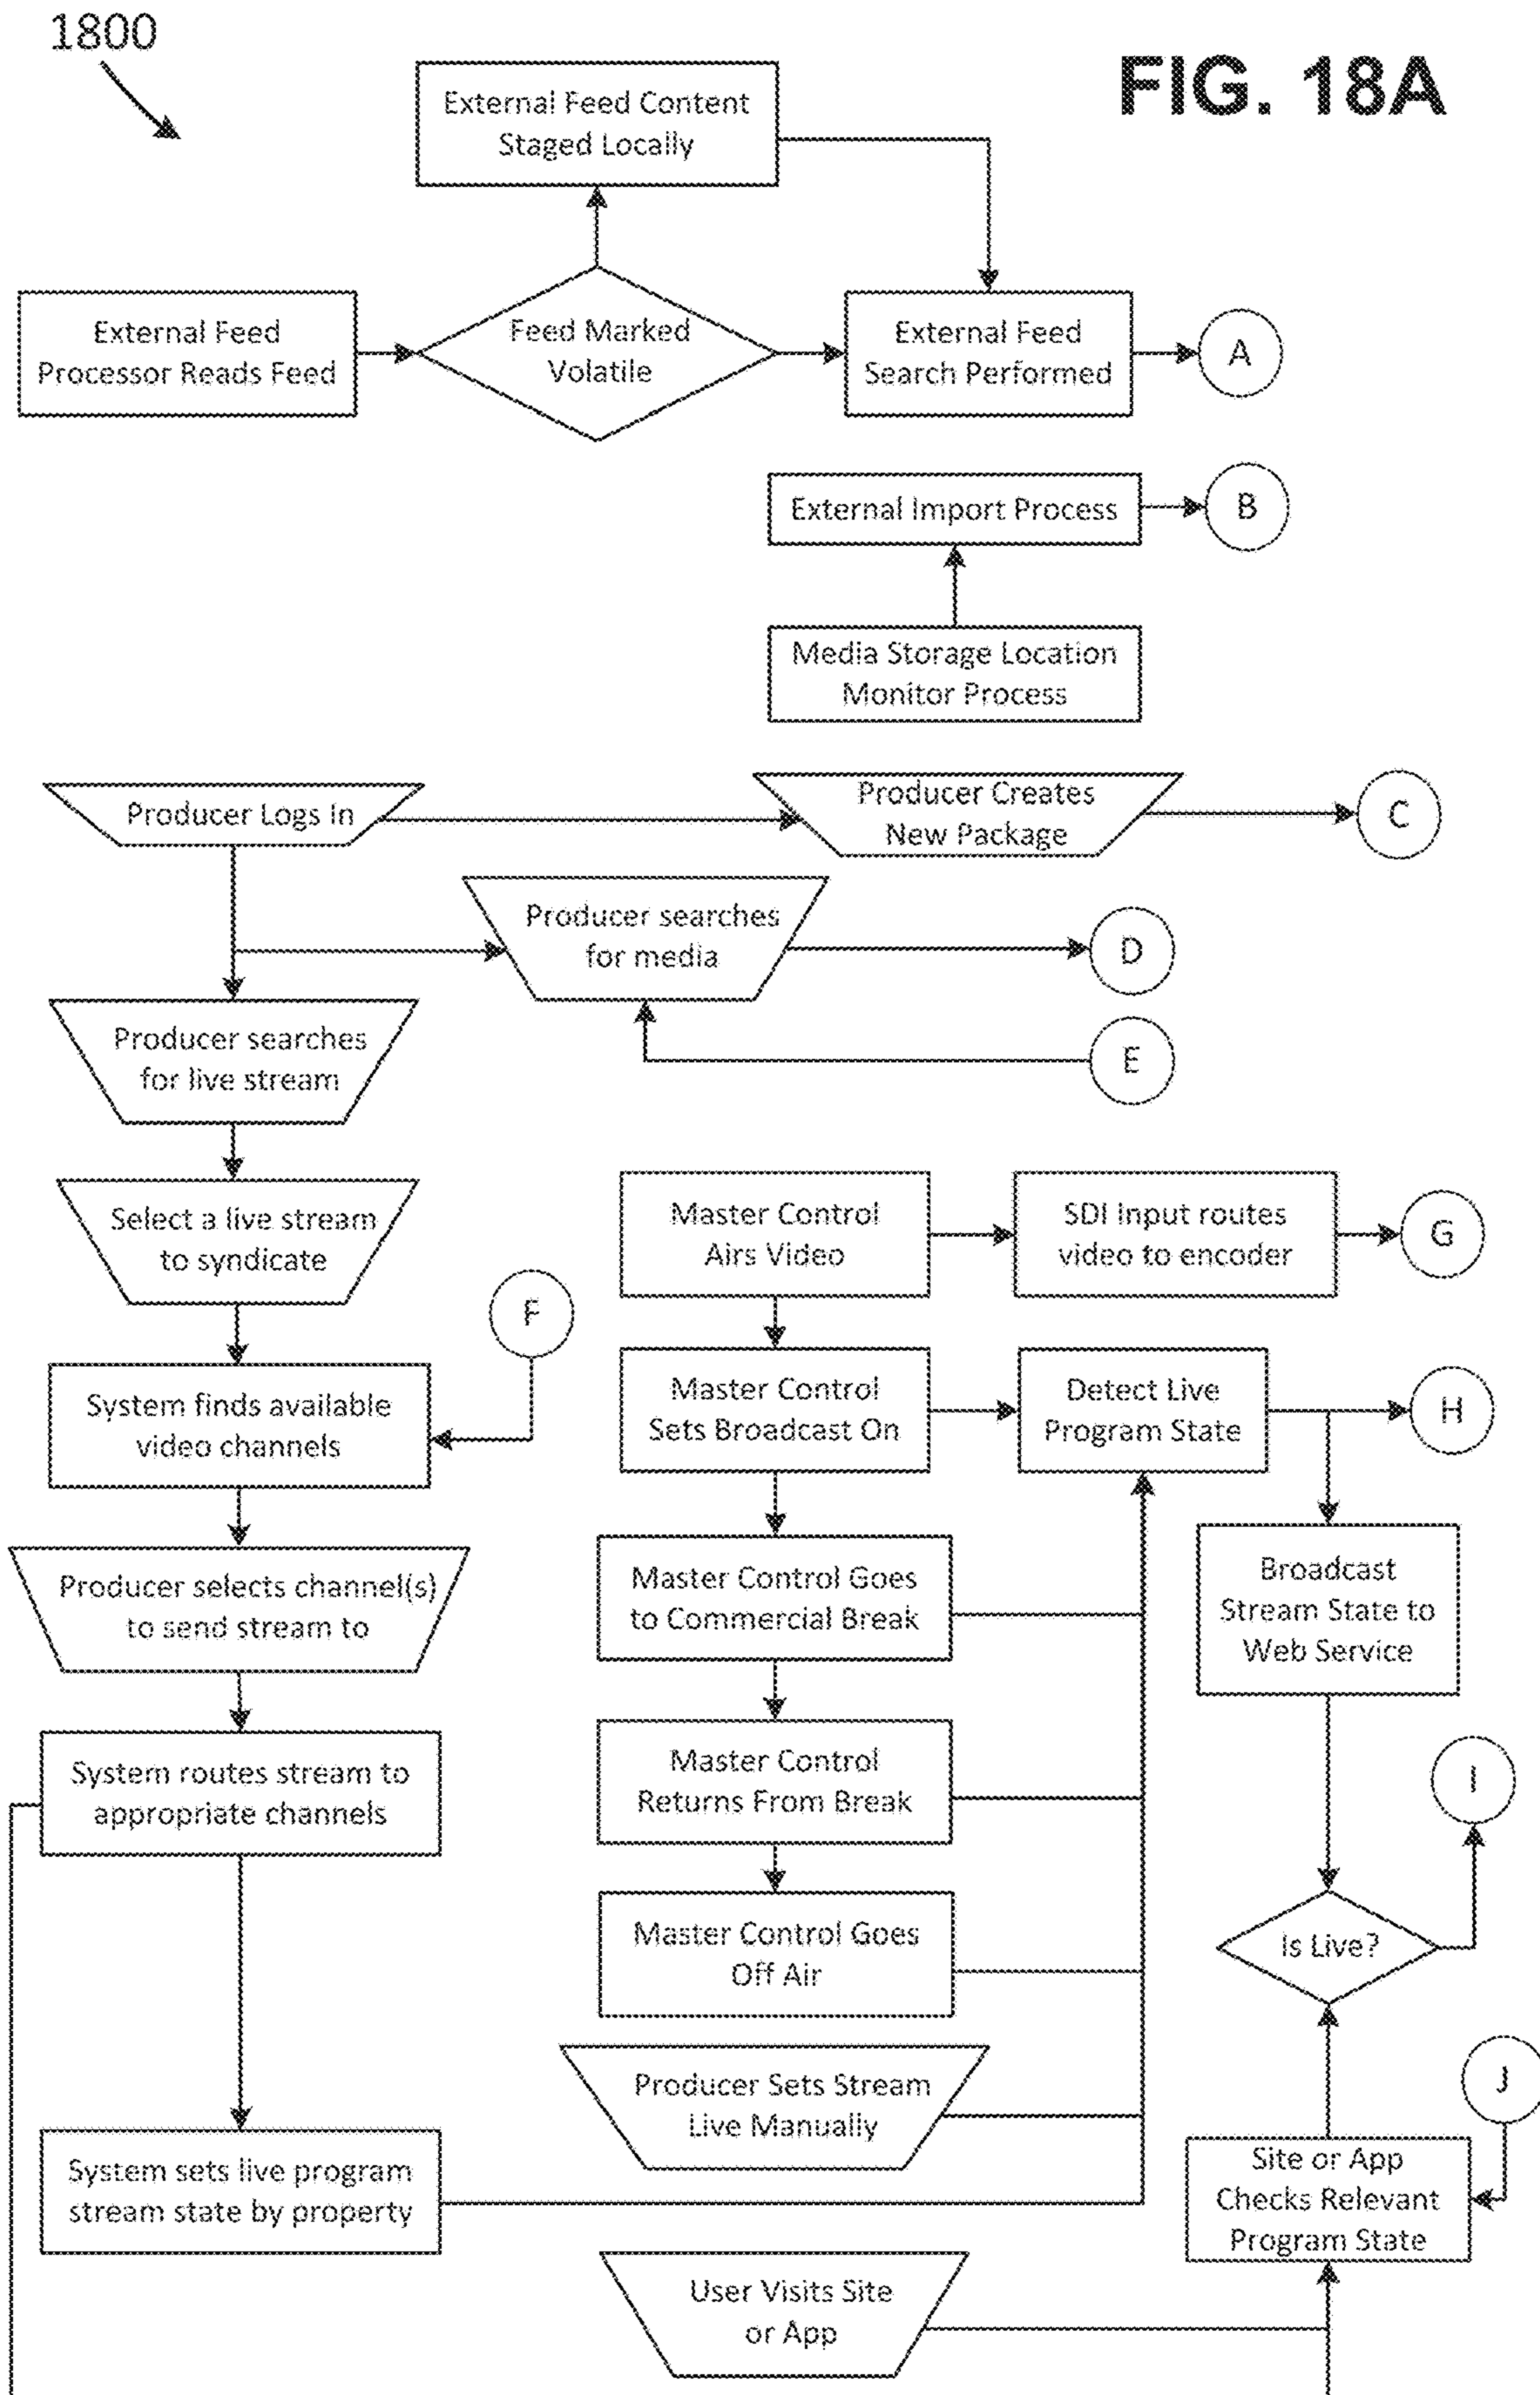 1800
FIG. 18A
External Feed Content
Staged Locally
External Feed
Processor Reads Feed
Feed Marked
Volatile
External Feed
Search Performed
A
External Import Process
B
Media Storage Location
Monitor Process
Producer Logs In
Producer Creates
New Package
C
Producer searches
for media
D
E
Producer searches
for live stream
Select a live stream
to syndicate
F
System finds available
video channels
Producer selects channel(s)
to send stream to
System routes stream to
appropriate channels
System sets live program
stream state by property
Master Control
Airs Video
SDI Input routes
video to encoder
G
Master Control
Sets Broadcast On
Detect Live
Program State
H
Master Control Goes
to Commercial Break
Broadcast
Stream State to
Web Service
Master Control
Returns From Break
I
Master Control Goes
Off Air
Is Live?
Producer Sets Stream
Live Manually
J
Site or App
Checks Relevant
Program State
User Visits Site
or App